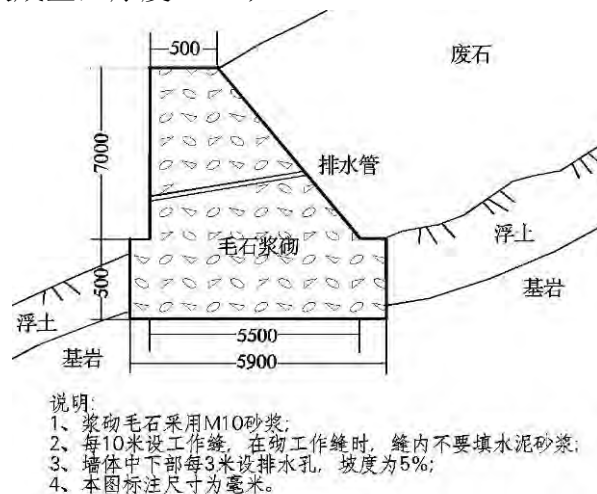 500
废石
7000
排水管
毛石浆砌
浮土
500
基岩
浮土
5500
基岩
5900
说明:
1、浆砌毛石采用M10砂浆;
2、每10米设工作缝，在砌工作缝时，缝内不要填水泥砂浆;
3、墙体中下部每3米设排水孔，坡度为5%;
4、本图标注尺寸为毫米。